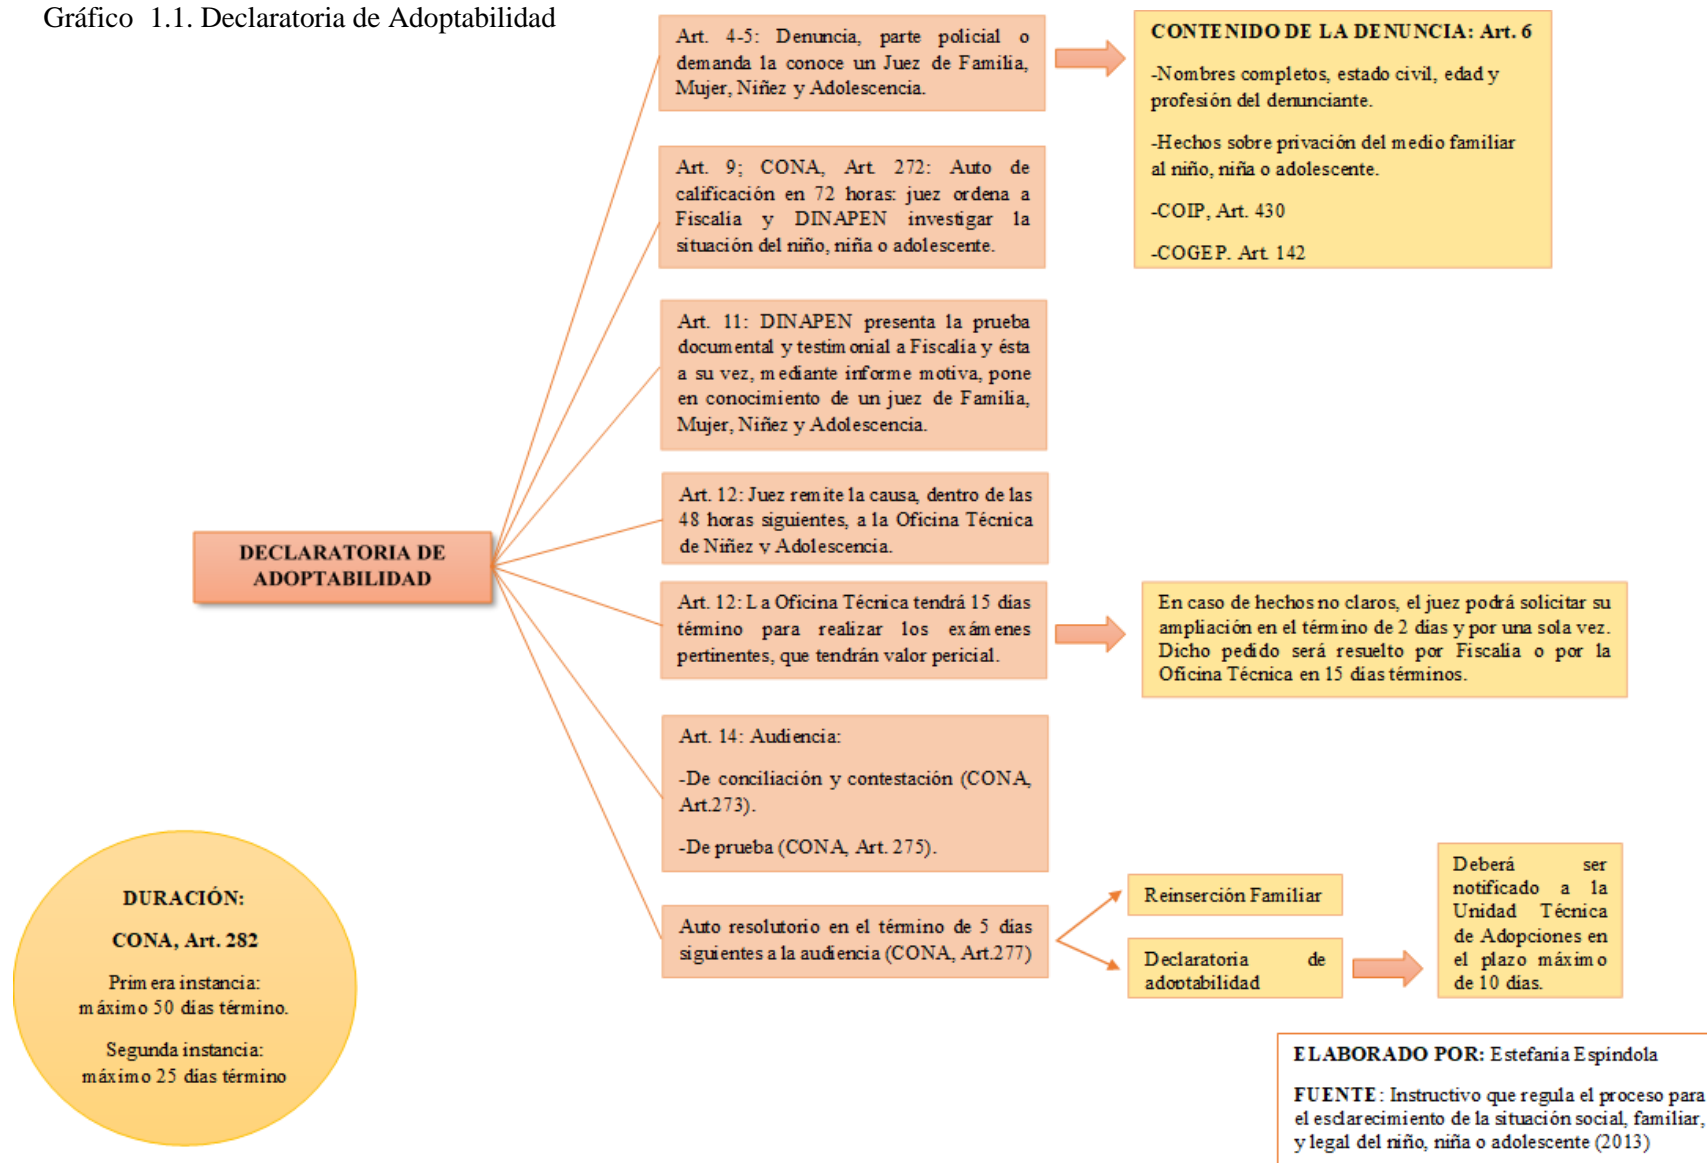 Gráfico 1.1. Declaratoria de Adoptabilidad
Art. 4-5: Denuncia, parte policial o
demanda la conoce un Juez de Familia,
Mujer, Niñez y Adolescencia.
CONTENIDO DE LA DENUNCIA: Art. 6
-Nombres completos, estado civil, edad y
profesión del denunciante.
-Hechos sobre privación del medio familiar
al niño, niña o adolescente.
-COIP, Art. 430
-COGEP. Art. 142
Art. 9; CONA, Art. 272: Auto de
calificación en 72 horas: juez ordena a
Fiscalía y DINAPEN investigar la
situación del niño, niña o adolescente.
Art. 11: DINAPEN presenta la prueba
documental y testimonial a Fiscalía y ésta
a su vez, mediante informe motiva, pone
en conocimiento de un juez de Familia,
Mujer, Niñez y Adolescencia.
Art. 12: Juez remite la causa, dentro de las
48 horas siguientes, a la Oficina Técnica
de Niñez y Adolescencia.
DECLARATORIA DE
ADOPTABILIDAD
Art. 12: La Oficina Técnica tendrá 15 días
término para realizar los exámenes
pertinentes, que tendrán valor pericial.
En caso de hechos no claros, el juez podrá solicitar su
ampliación en el término de 2 días y por una sola vez.
Dicho pedido será resuelto por Fiscalía o por la
Oficina Técnica en 15 días términos.
Art. 14: Audiencia:
-De conciliación y contestación (CONA,
Art.273).
-De prueba (CONA, Art. 275).
Auto resolutorio en el término de 5 días
siguientes a la audiencia (CONA, Art.277)
Reinserción Familiar
Declaratoria de
adoptabilidad
Deberá ser
notificado a la
Unidad Técnica
de Adopciones en
el plazo máximo
de 10 días.
DURACIÓN:
CONA, Art. 282
Primera instancia:
máximo 50 días término.
Segunda instancia:
máximo 25 días término
ELABORADO POR: Estefanía Espíndola
FUENTE: Instructivo que regula el proceso para
el esclarecimiento de la situación social, familiar,
y legal del niño, niña o adolescente (2013)